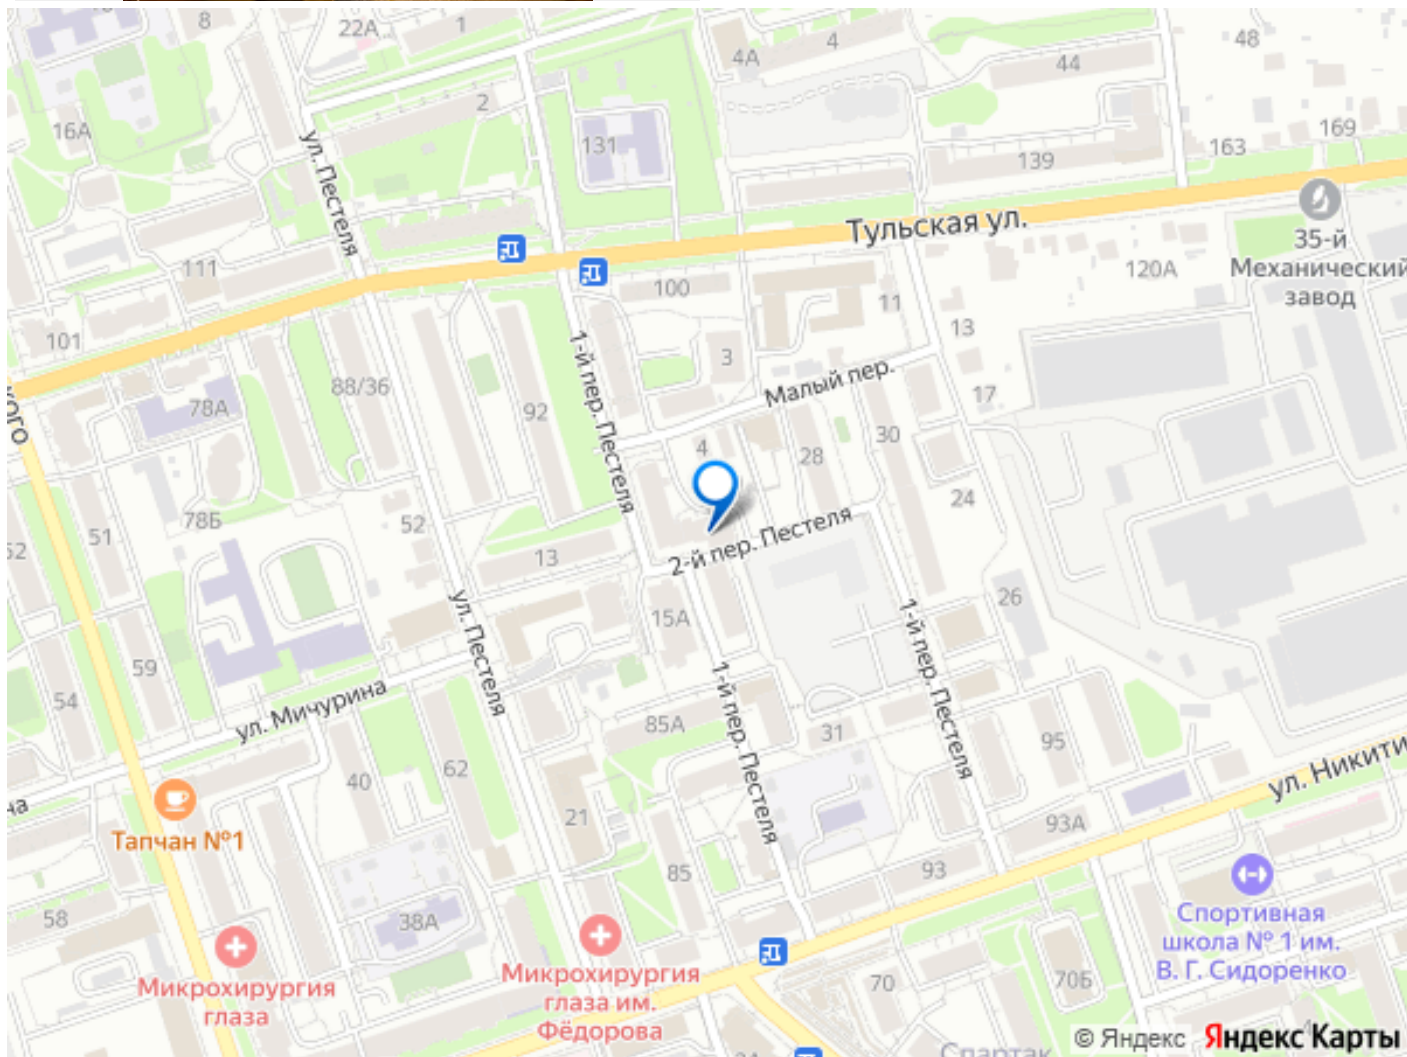 8
22А
1
4А
4
48
44
2
16А
131
139
163
169
ул. Пестеля
Тульская ул.
35-й
Механический
завод
111
100
11
120А
101
13
3
1-й пер. Пестеля
Малый пер.
88/36
78А
92
17
4
28
30
24
78Б
52
51
2-й пер. Пестеля
13
26
15А
59
ул. Пестеля
1-й пер. Пестеля
54
1-й пер. Пестеля
ул. Мичурина
85А
31
95
62
40
ул. Никити
Тапчан №1
21
93А
85
93
58
38А
Спортивная
школа № 1 им.
В. Г. Сидоренко
Микрохирургия
глаза
Микрохирургия
глаза им.
Фёдорова
70
70Б
Спартак
© Яндекс Яндекс Карты